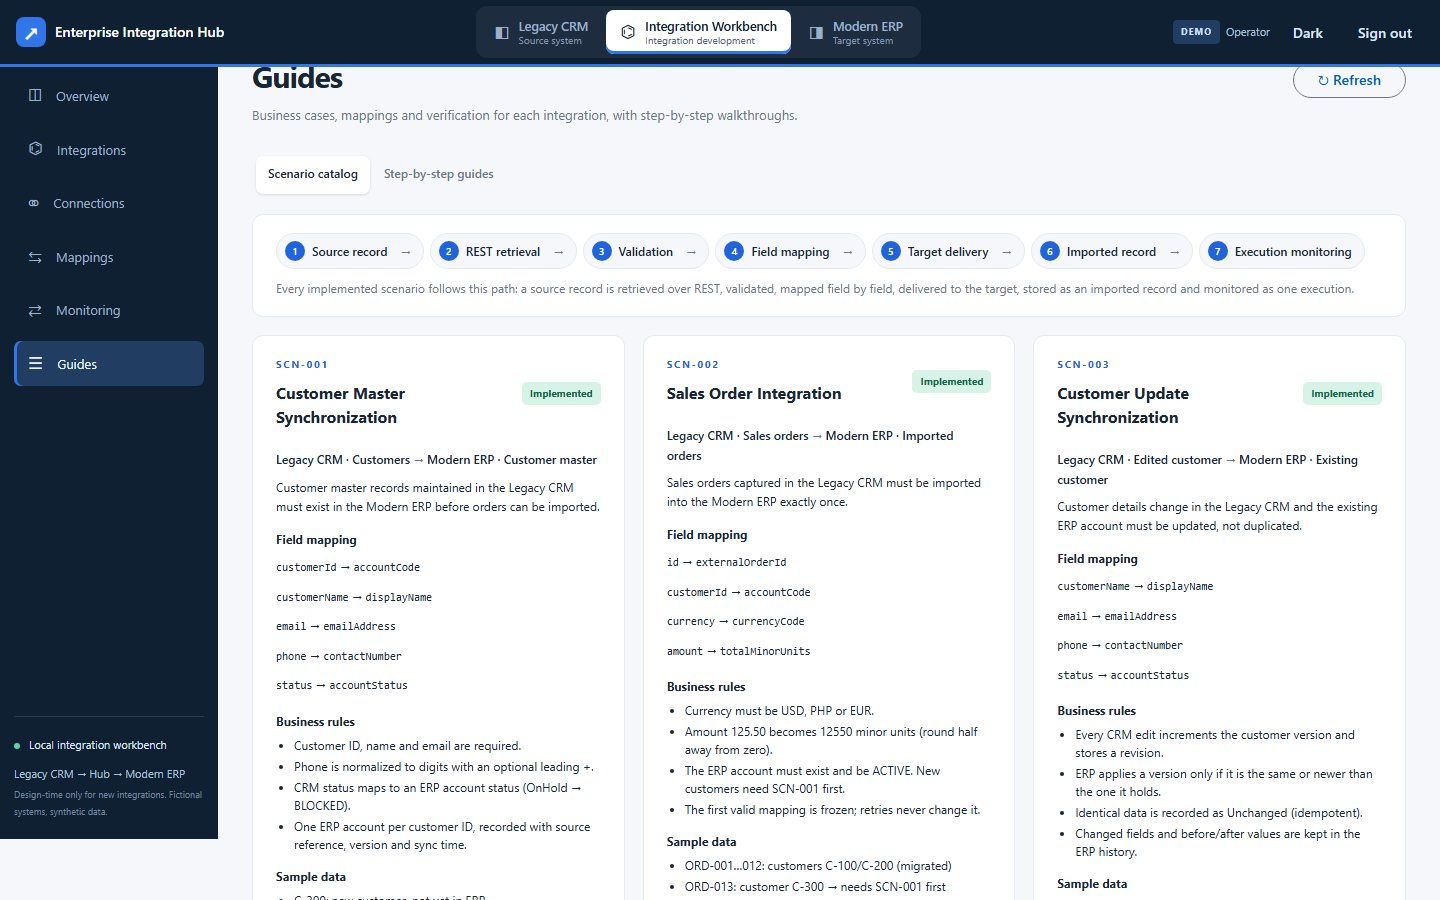 Enterprise Integration Hub
Legacy CRM
Source system
Integration Workbench
Integration development
Modern ERP
Target system
DEMO
Operator
Dark
Sign out
Overview
Integrations
Connections
Mappings
Monitoring
Guides
Local integration workbench
Legacy CRM → Hub → Modern ERP
Design-time only for new integrations. Fictional
systems, synthetic data.
Guides
↻ Refresh
Business cases, mappings and verification for each integration, with step-by-step walkthroughs.
Scenario catalog
Step-by-step guides
1 Source record →
2 REST retrieval →
3 Validation →
4 Field mapping →
5 Target delivery →
6 Imported record →
7 Execution monitoring
Every implemented scenario follows this path: a source record is retrieved over REST, validated, mapped field by field, delivered to the target, stored as an imported record and monitored as one execution.
SCN-001
Customer Master
Synchronization
Implemented
Legacy CRM · Customers → Modern ERP · Customer master
Customer master records maintained in the Legacy CRM
must exist in the Modern ERP before orders can be imported.
Field mapping
customerId → accountCode
customerName → displayName
email → emailAddress
phone → contactNumber
status → accountStatus
Business rules
• Customer ID, name and email are required.
• Phone is normalized to digits with an optional leading +.
• CRM status maps to an ERP account status (OnHold →
BLOCKED).
• One ERP account per customer ID, recorded with source
reference, version and sync time.
Sample data
• C-300: new customer, not yet in ERP
SCN-002
Sales Order Integration
Implemented
Legacy CRM · Sales orders → Modern ERP · Imported
orders
Sales orders captured in the Legacy CRM must be imported
into the Modern ERP exactly once.
Field mapping
id → externalOrderId
customerId → accountCode
currency → currencyCode
amount → totalMinorUnits
Business rules
• Currency must be USD, PHP or EUR.
• Amount 125.50 becomes 12550 minor units (round half
away from zero).
• The ERP account must exist and be ACTIVE. New
customers need SCN-001 first.
• The first valid mapping is frozen; retries never change it.
Sample data
• ORD-001…012: customers C-100/C-200 (migrated)
• ORD-013: customer C-300 → needs SCN-001 first
SCN-003
Customer Update
Synchronization
Implemented
Legacy CRM · Edited customer → Modern ERP · Existing
customer
Customer details change in the Legacy CRM and the existing
ERP account must be updated, not duplicated.
Field mapping
customerName → displayName
email → emailAddress
phone → contactNumber
status → accountStatus
Business rules
• Every CRM edit increments the customer version and
stores a revision.
• ERP applies a version only if it is the same or newer than
the one it holds.
• Identical data is recorded as Unchanged (idempotent).
• Changed fields and before/after values are kept in the
ERP history.
Sample data